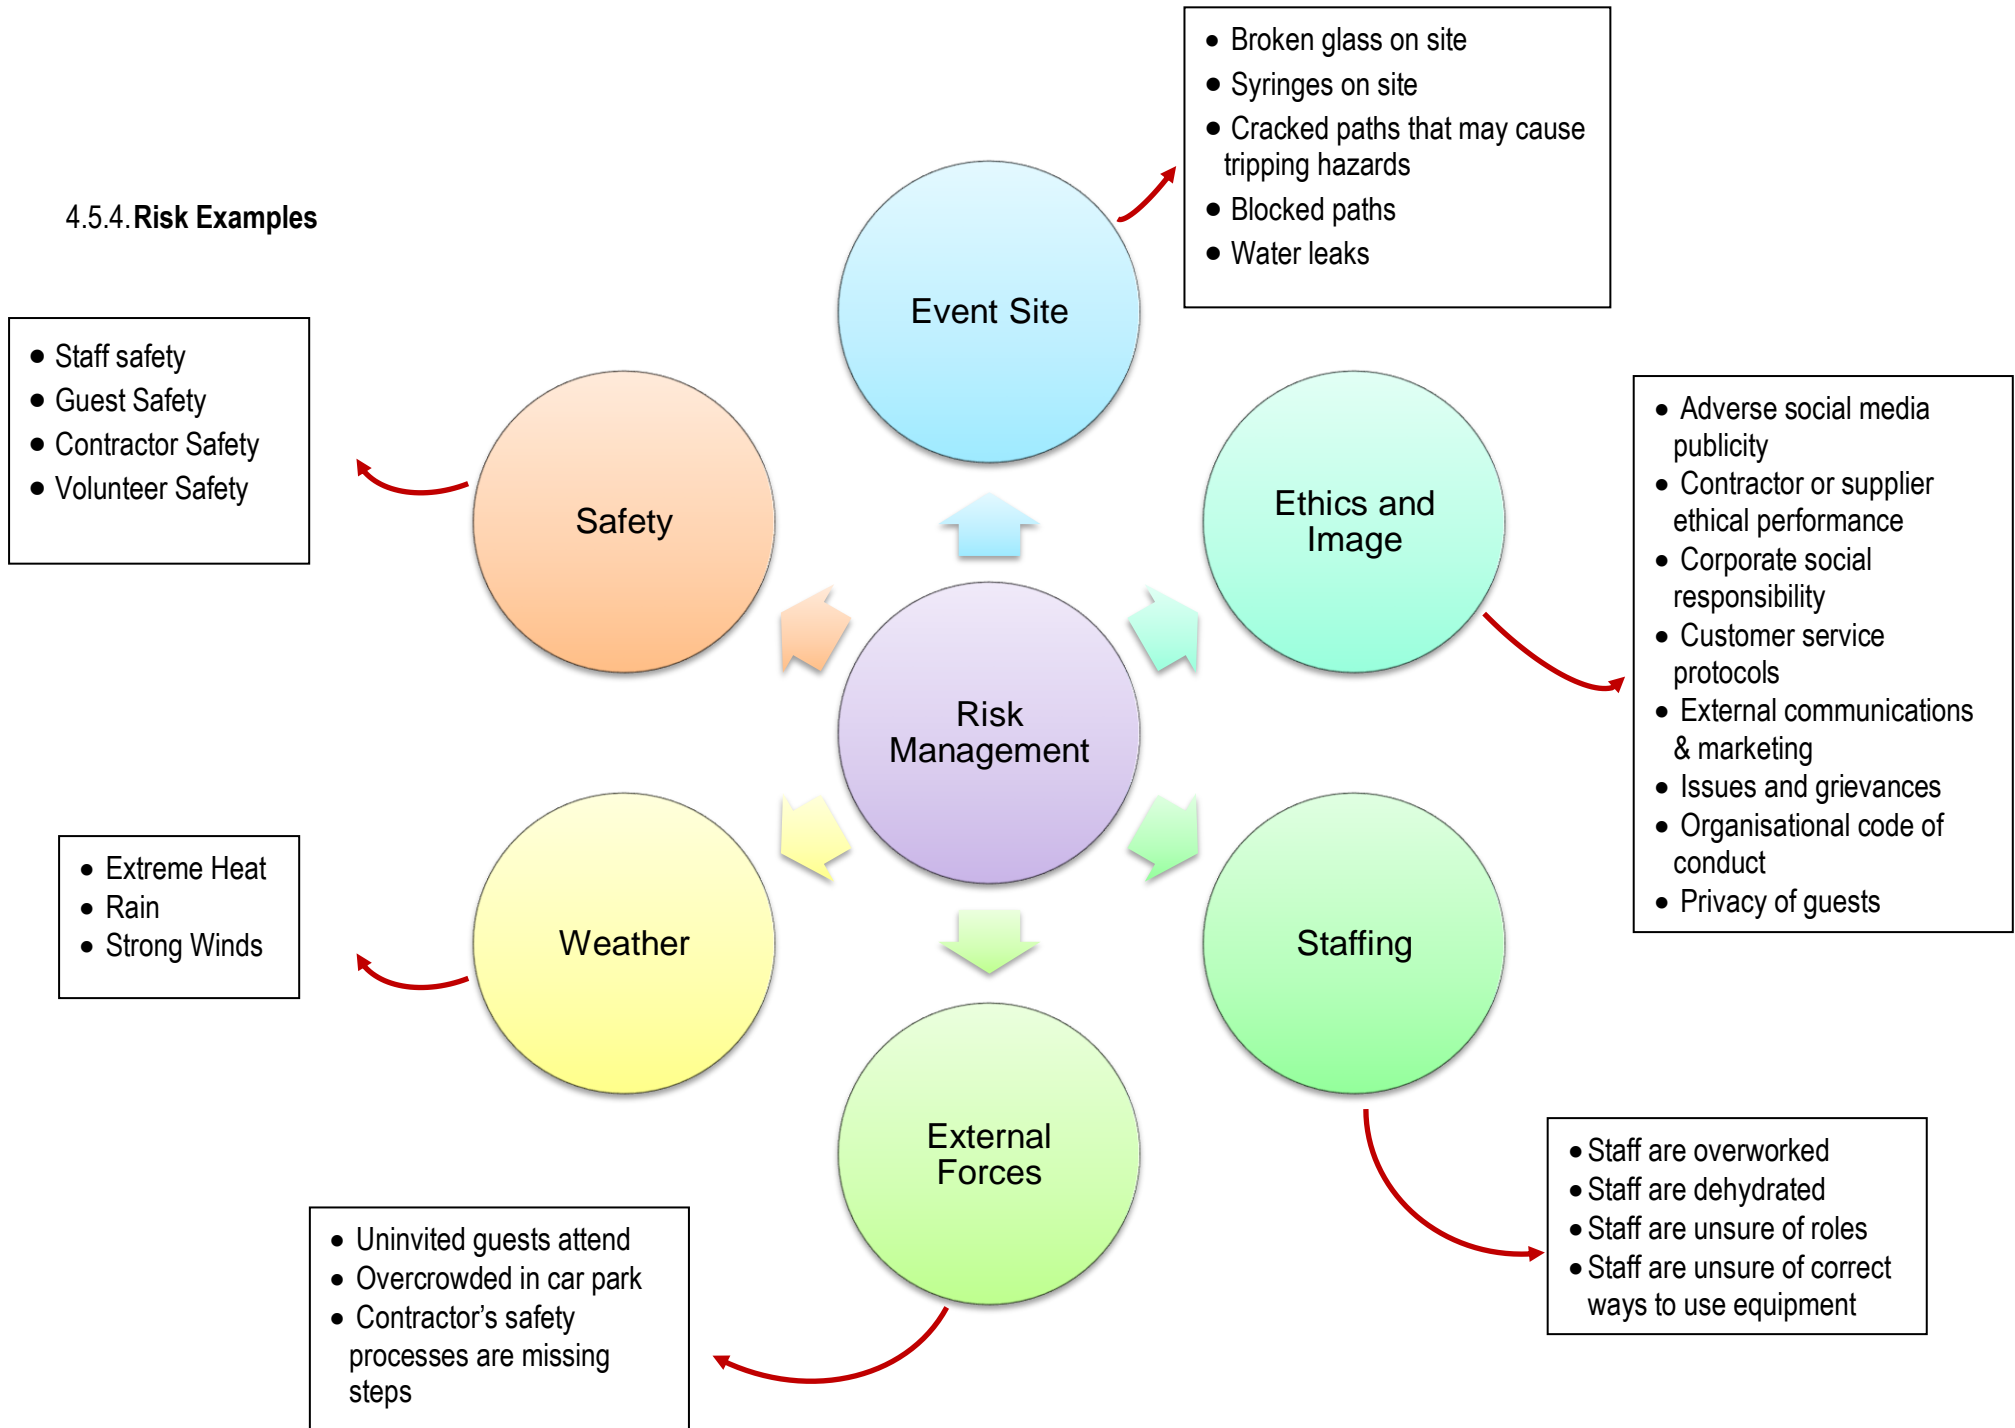 4.5.4. Risk Examples
• Broken glass on site
• Syringes on site
• Cracked paths that may cause
tripping hazards
• Blocked paths
• Water leaks
Event Site
• Staff safety
• Guest Safety
• Contractor Safety
• Volunteer Safety
Safety
Ethics and
Image
• Adverse social media
publicity
• Contractor or supplier
ethical performance
• Corporate social
responsibility
• Customer service
protocols
• External communications
& marketing
• Issues and grievances
• Organisational code of
conduct
• Privacy of guests
Risk
Management
• Extreme Heat
• Rain
• Strong Winds
Weather
Staffing
External
Forces
• Staff are overworked
• Staff are dehydrated
• Staff are unsure of roles
• Staff are unsure of correct
ways to use equipment
• Uninvited guests attend
• Overcrowded in car park
• Contractor’s safety
processes are missing
steps